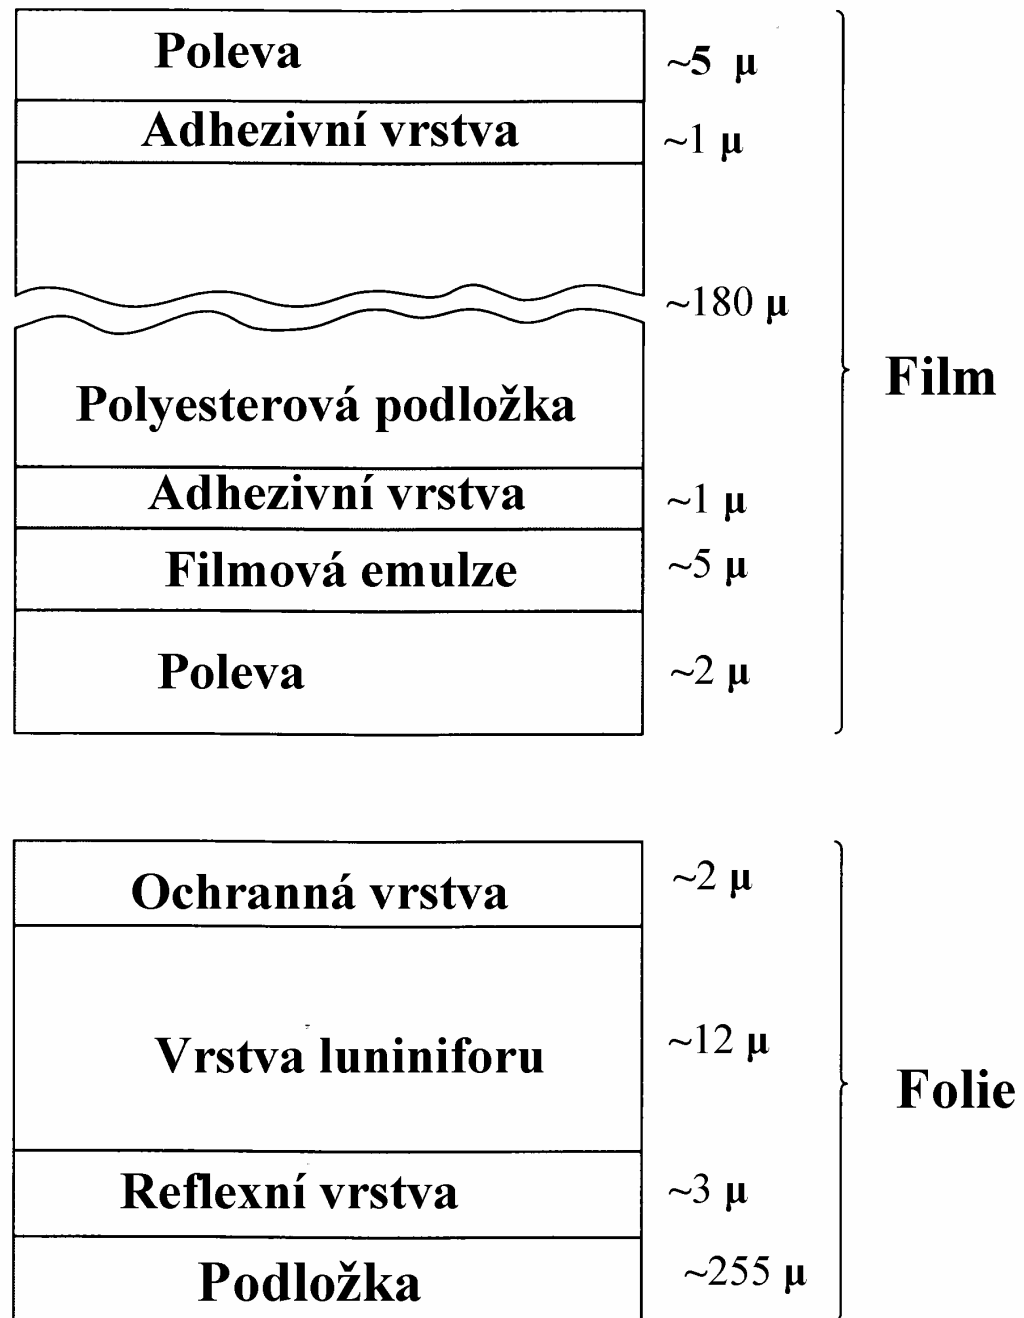 Poleva ~5 μ
Adhezivní vrstva ~1 μ
~180 μ
Film
Polyesterová podložka
Adhezivní vrstva ~1 μ
Filmová emulze ~5 μ
Poleva ~2 μ
Ochranná vrstva ~2 μ
Vrstva luniniforu ~12 μ
Folie
Reflexní vrstva ~3 μ
Podložka ~255 μ